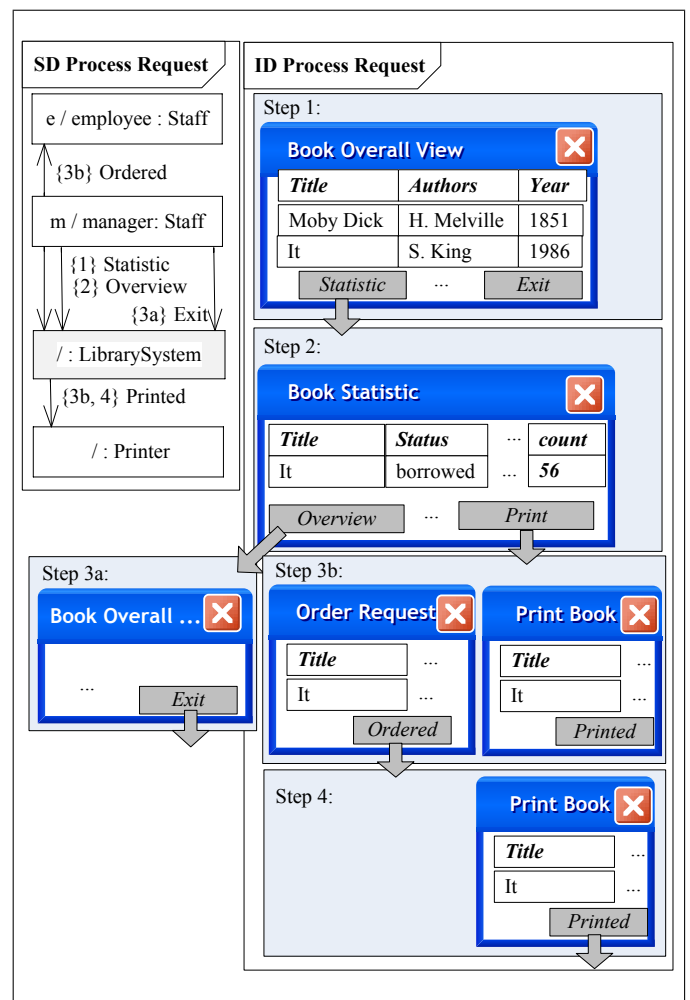 SD Process Request
e / employee : Staff
{3b} Ordered
m / manager: Staff
{1} Statistic
{2} Overview
{3a} Exit
/ : LibrarySystem
{3b, 4} Printed
/ : Printer
ID Process Request
Step 1:
Book Overall View
Title Authors Year
Moby Dick H. Melville 1851
It S. King 1986
Statistic ... Exit
Step 2:
Book Statistic
Title Status ... count
It borrowed ... 56
Overview ... Print
Step 3a:
Book Overall ...
...
Exit
Step 3b:
Order Request
Title ...
It ...
Ordered
Print Book
Title ...
It ...
Printed
Step 4:
Print Book
Title ...
It ...
Printed